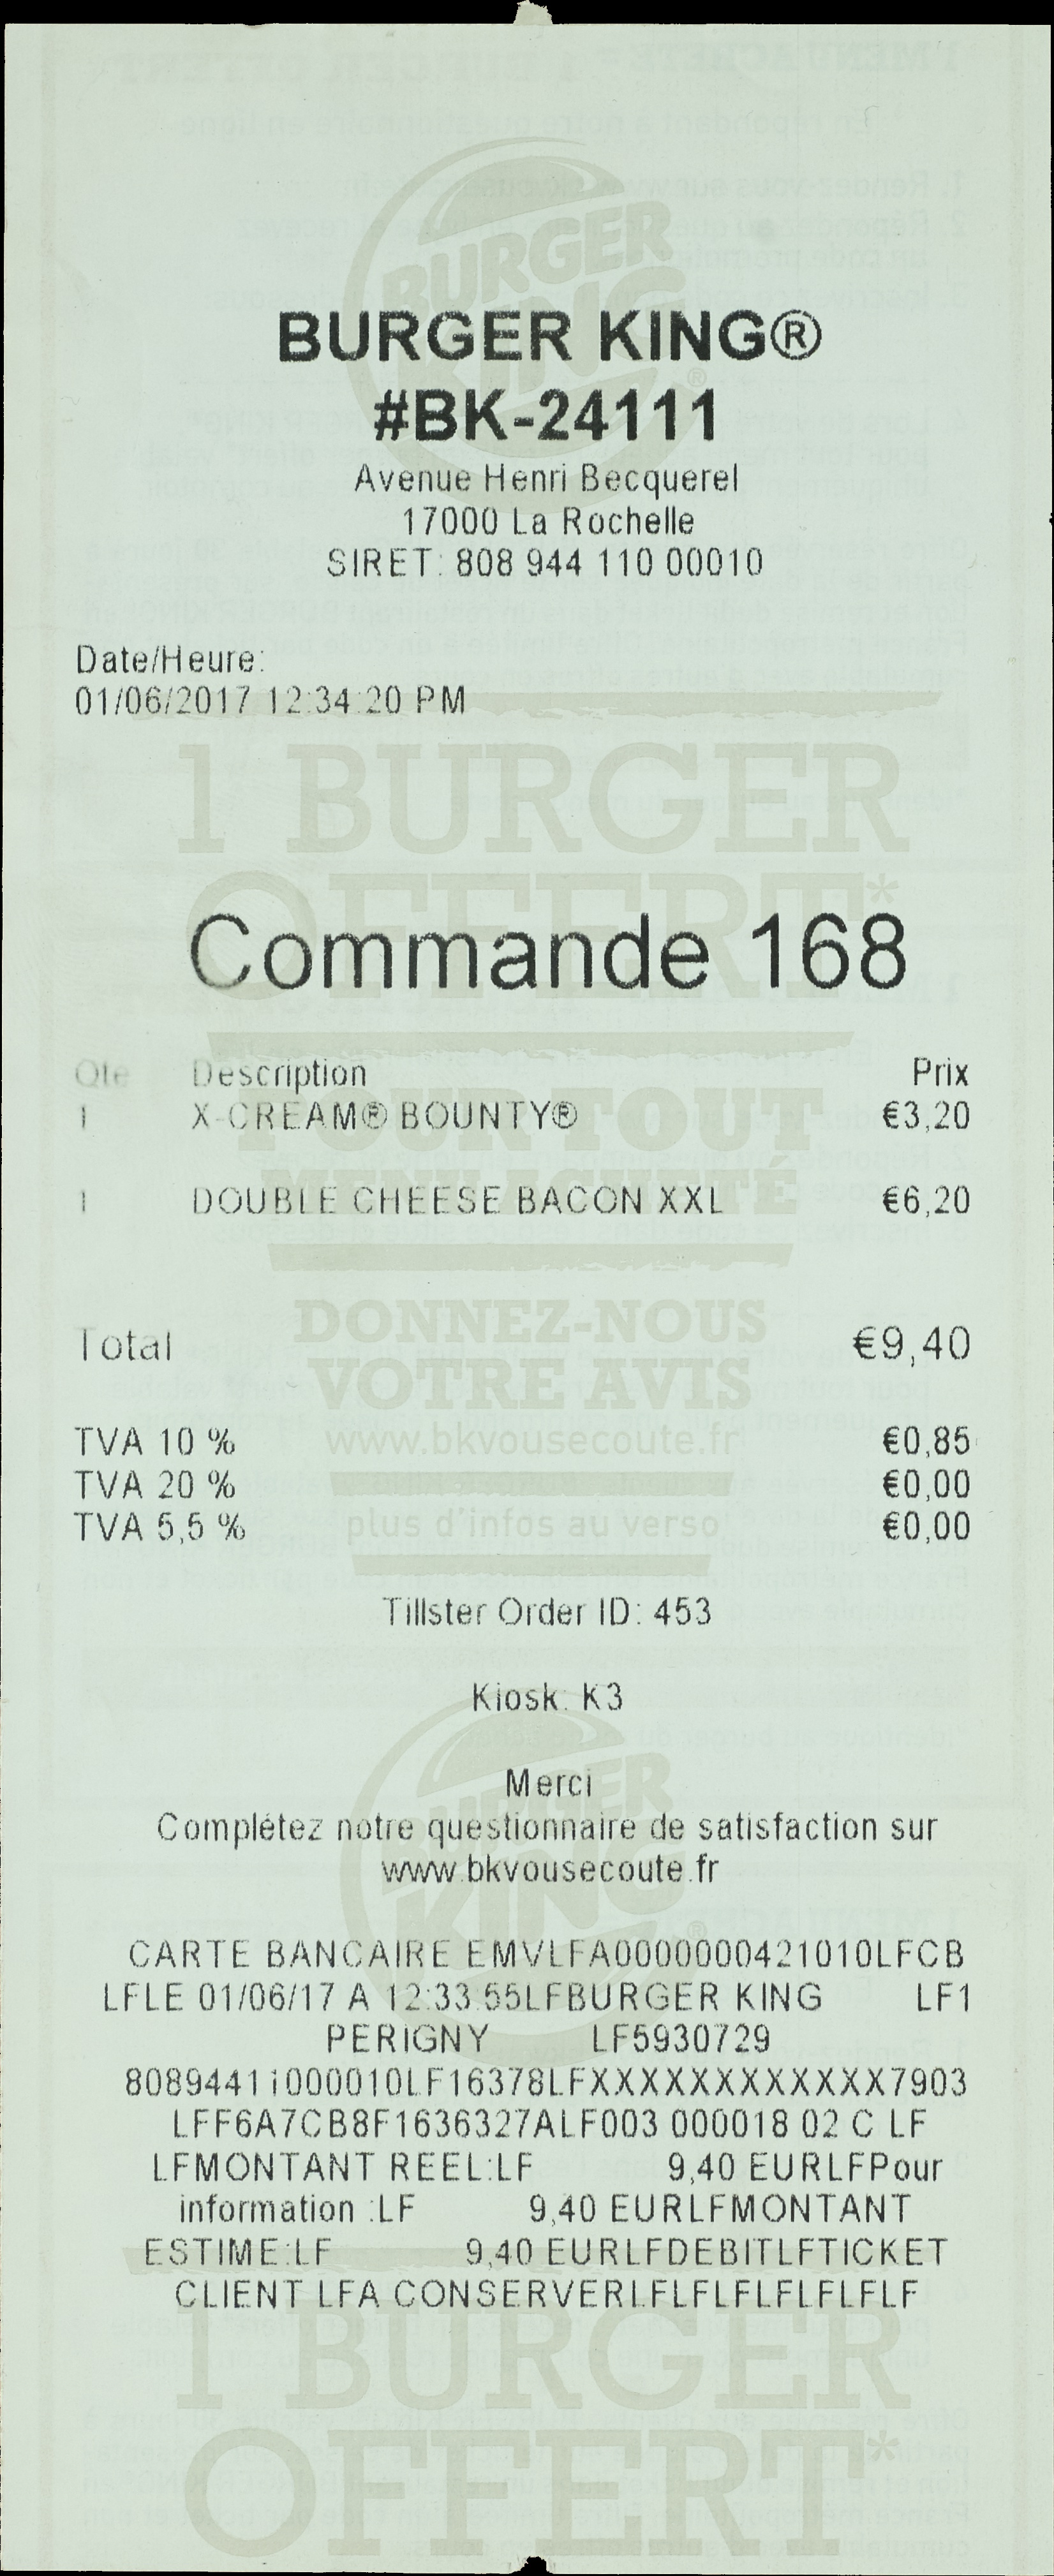 BURGER KING®
#BK-24111
Avenue Henri Becquerel
17000 La Rochelle
SIRET: 808 944 110 00010
Date/Heure:
01/06/2017 12:34:20 PM
1 BURGER
OFFERT*
Commande 168
Qte Description Prix
1 X-CREAM® BOUNTY® €3,20
POUR TOUT
MENU ACHETÉ
1 DOUBLE CHEESE BACON XXL €6,20
DONNEZ-NOUS
Total €9,40
VOTRE AVIS
TVA 10 % €0,85
www.bkvousecoute.fr
TVA 20 % €0,00
TVA 5,5 % €0,00
plus d'infos au verso
Tillster Order ID: 453
Kiosk: K3
BURGER
KING®
Merci
Complétez notre questionnaire de satisfaction sur
www.bkvousecoute.fr
CARTE BANCAIRE EMVLFA0000000421010LFCB
LFLE 01/06/17 A 12:33:55LFBURGER KING LF1
PERIGNY LF5930729
80894411000010LF16378LFXXXXXXXXXXXX7903
LFF6A7CB8F1636327ALF003 000018 02 C LF
LFMONTANT REEL:LF 9,40 EURLFPour
information :LF 9,40 EURLFMONTANT
ESTIME:LF 9,40 EURLFDEBITLFTICKET
CLIENT LFA CONSERVERLFLFLFLFLFLFLF
1 BURGER
OFFERT*